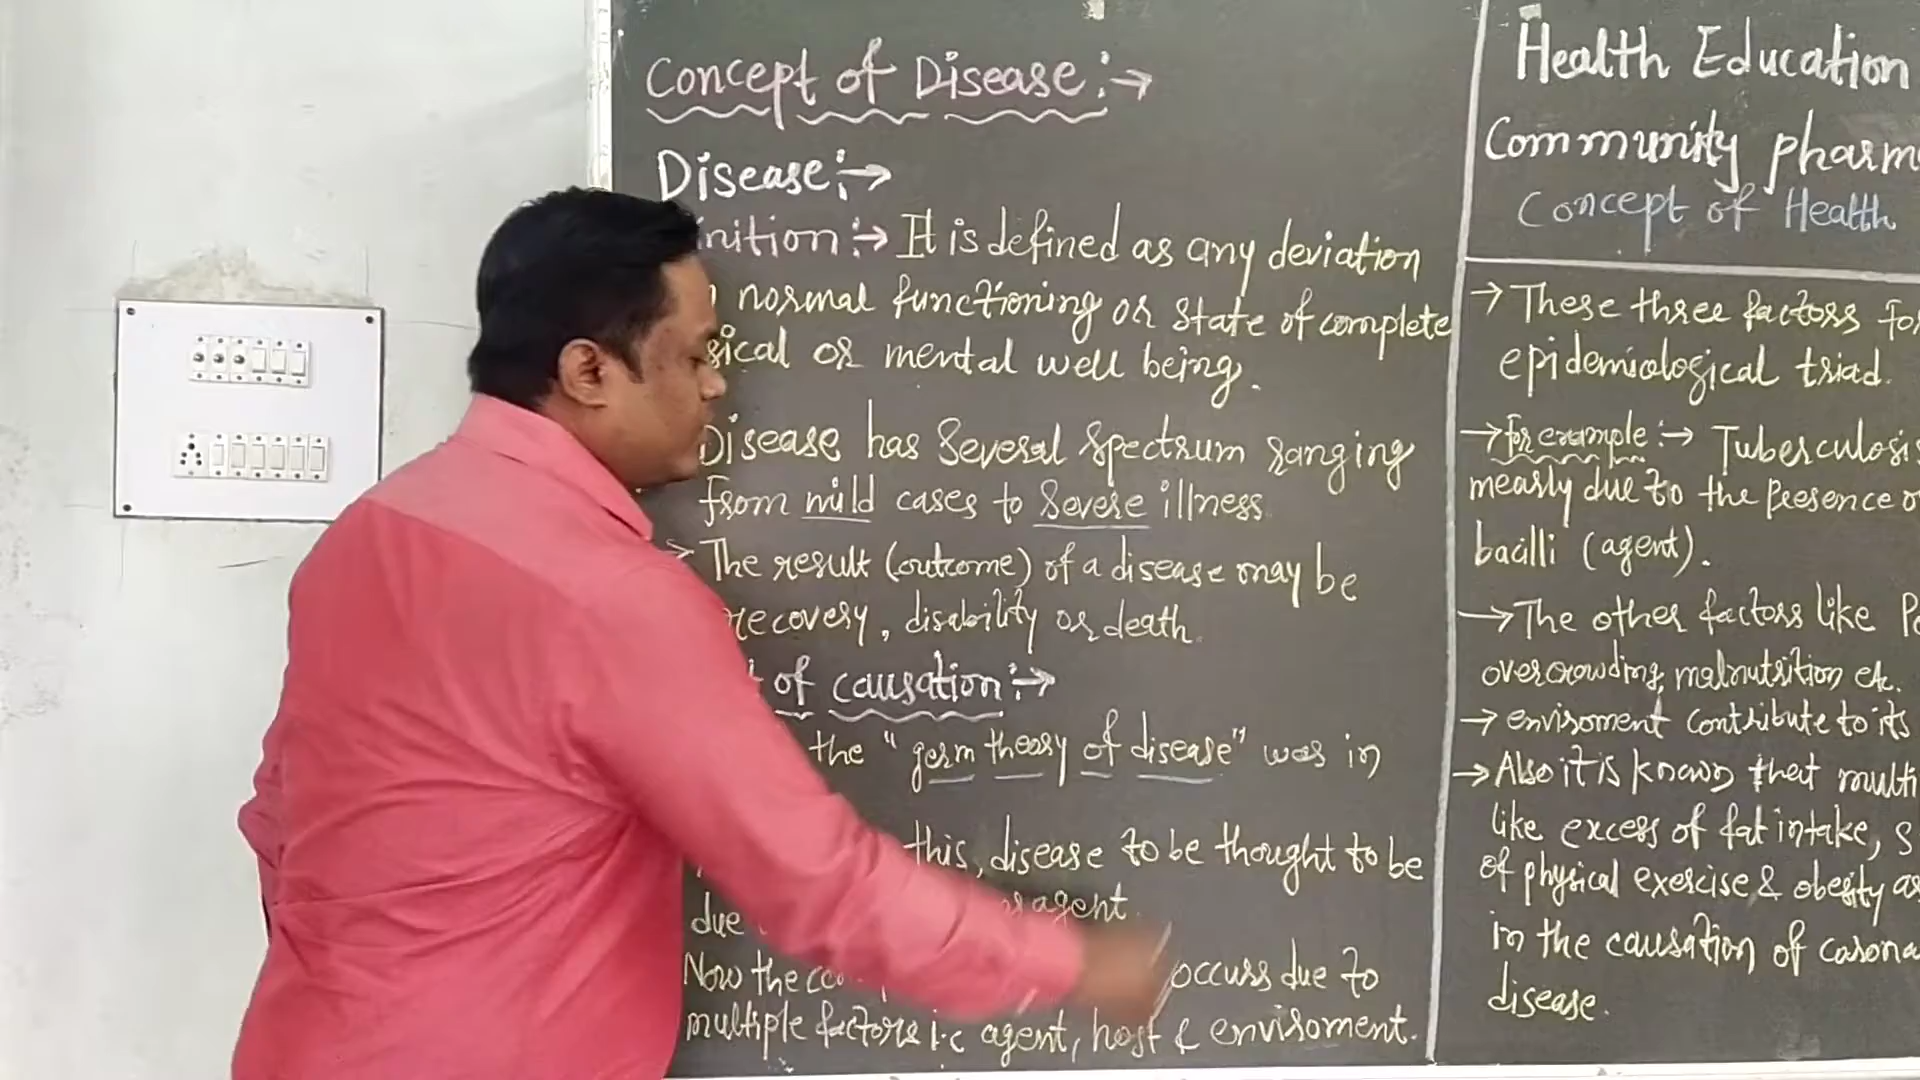 Concept of Disease :→
Disease :→
nition :→ It is defined as any deviation
normal functioning or state of complete
sical or mental well being.
Disease has several spectrum ranging
from mild cases to severe illness
→ The result (outcome) of a disease may be
recovery, disability or death.
of causation :→
the "germ theory of disease" was in
this, disease to be thought to be
due agent.
Now the occurs due to
multiple factors i.e agent, host & enviroment.
Health Education
Community pharm
Concept of Health
→ These three factors for
epidemiological triad.
→ For example :→ Tuberculosis
mearly due to the presence o
bacilli (agent).
→ The other factors like Po
overcrowding, malnutrition etc.
→ enviroment contribute to its
→ Also it is known that multi
like excess of fat intake, S
of physical exercise & obesity as
in the causation of corona
disease.